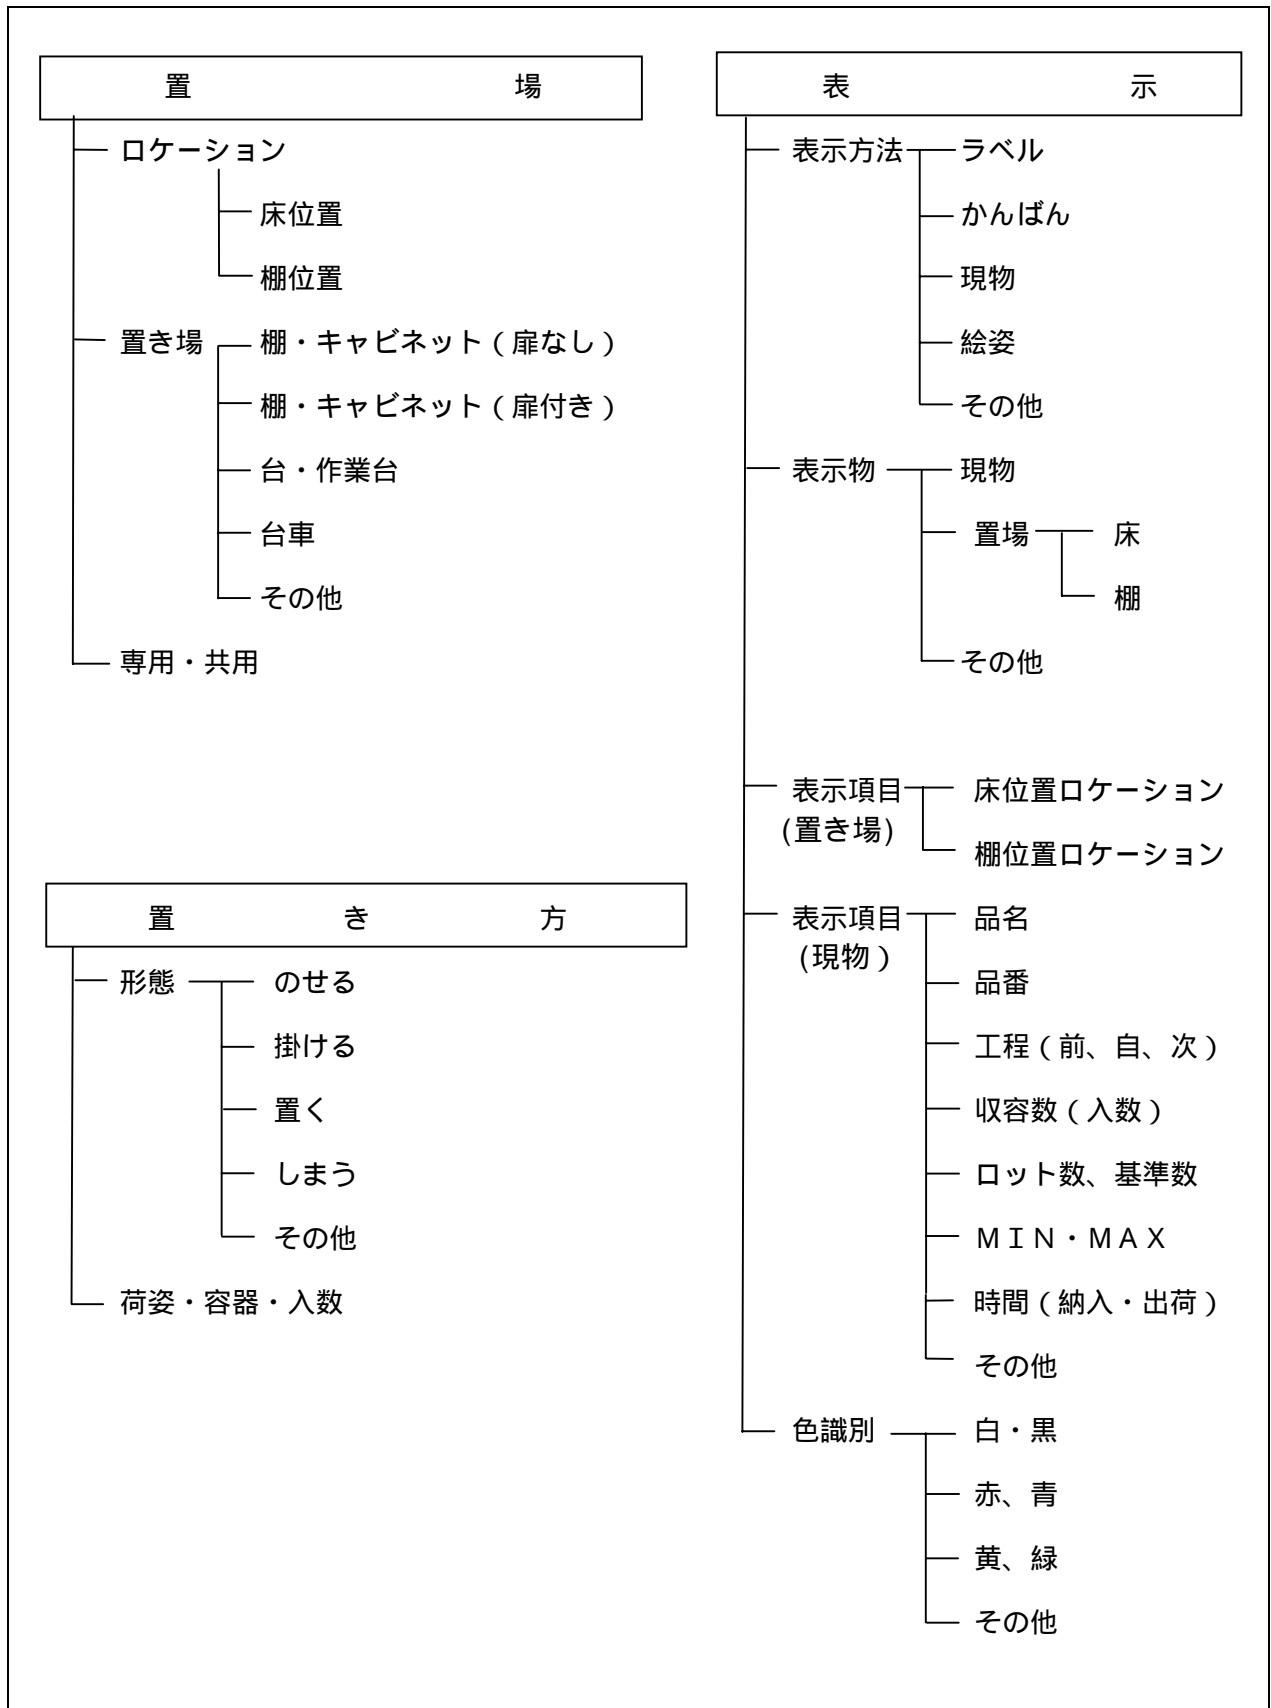 置場
ロケーション
床位置
棚位置
置き場
棚・キャビネット(扉なし)
棚・キャビネット(扉付き)
台・作業台
台車
その他
専用・共用
置き方
形態
のせる
掛ける
置く
しまう
その他
荷姿・容器・入数
表示
表示方法
ラベル
かんばん
現物
絵姿
その他
表示物
現物
置場
床
棚
その他
表示項目
(置き場)
床位置ロケーション
棚位置ロケーション
表示項目
(現物)
品名
品番
工程(前、自、次)
収容数(入数)
ロット数、基準数
MIN・MAX
時間(納入・出荷)
その他
色識別
白・黒
赤、青
黄、緑
その他